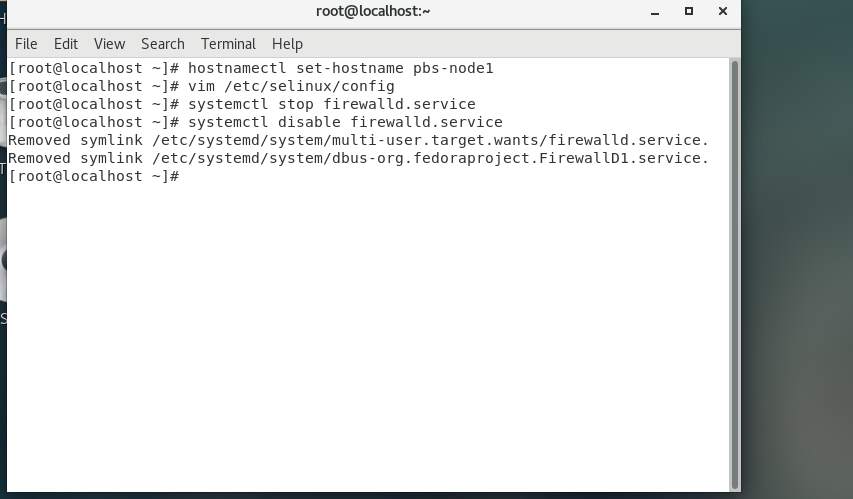 root@localhost:~
File Edit View Search Terminal Help
[root@localhost ~]# hostnamectl set-hostname pbs-node1
[root@localhost ~]# vim /etc/selinux/config
[root@localhost ~]# systemctl stop firewalld.service
[root@localhost ~]# systemctl disable firewalld.service
Removed symlink /etc/systemd/system/multi-user.target.wants/firewalld.service.
Removed symlink /etc/systemd/system/dbus-org.fedoraproject.FirewallD1.service.
[root@localhost ~]#